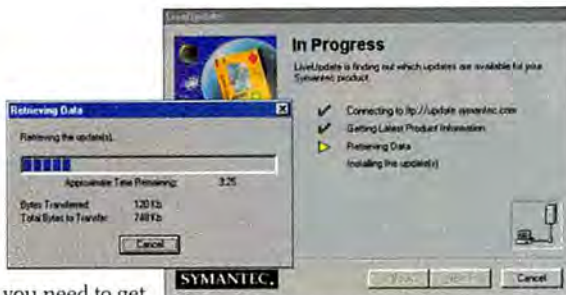 LiveUpdate
In Progress
LiveUpdate is finding out which updates are available for your
Symantec product.
Connecting to ftp://update.symantec.com
Getting Latest Product Information
Retrieving Data
Installing the update(s)
Retrieving Data
Retrieving the update(s).
Approximate Time Remaining: 3:25
Bytes Transferred: 120 Kb
Total Bytes to Transfer: 748 Kb
Cancel
SYMANTEC.
Cancel
you need to get